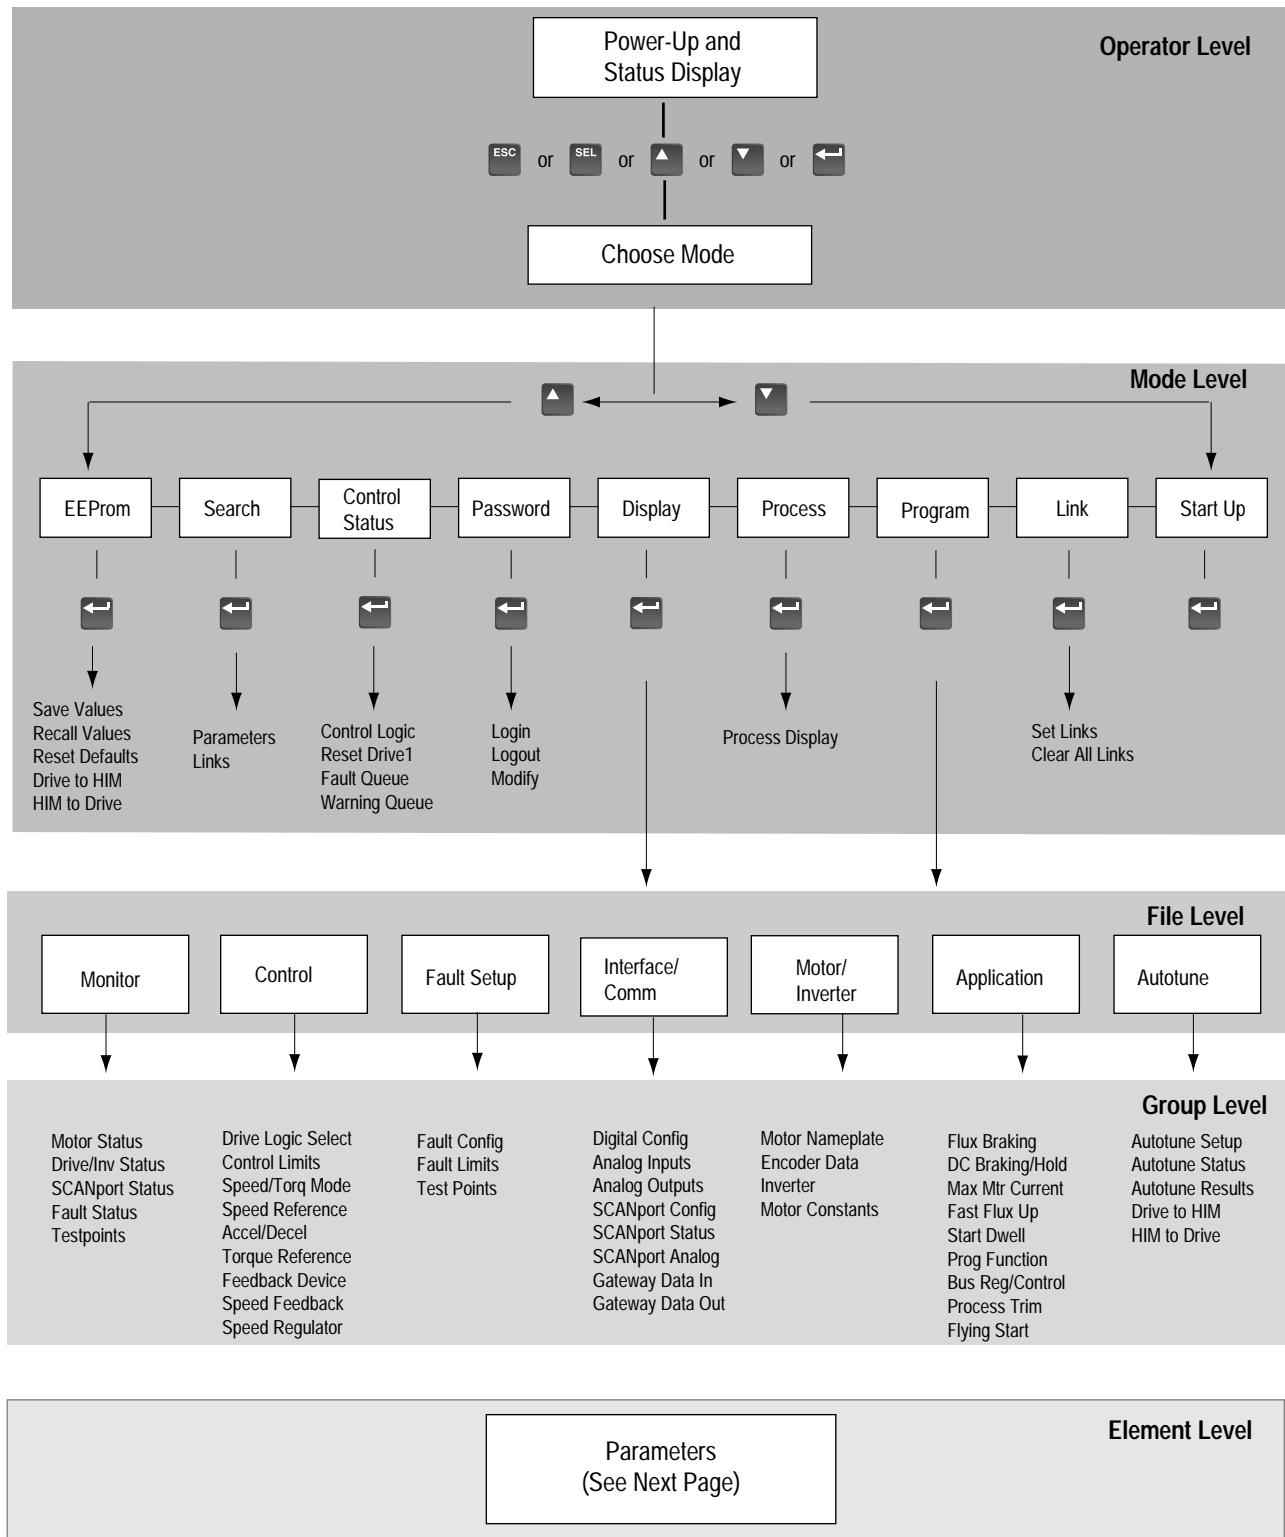 Operator Level
Power-Up and
Status Display
ESC or SEL or or or
Choose Mode
Mode Level
EEProm
Search
Control
Status
Password
Display
Process
Program
Link
Start Up
Save Values
Recall Values
Reset Defaults
Drive to HIM
HIM to Drive
Parameters
Links
Control Logic
Reset Drive1
Fault Queue
Warning Queue
Login
Logout
Modify
Process Display
Set Links
Clear All Links
File Level
Monitor
Control
Fault Setup
Interface/
Comm
Motor/
Inverter
Application
Autotune
Group Level
Motor Status
Drive/Inv Status
SCANport Status
Fault Status
Testpoints
Drive Logic Select
Control Limits
Speed/Torq Mode
Speed Reference
Accel/Decel
Torque Reference
Feedback Device
Speed Feedback
Speed Regulator
Fault Config
Fault Limits
Test Points
Digital Config
Analog Inputs
Analog Outputs
SCANport Config
SCANport Status
SCANport Analog
Gateway Data In
Gateway Data Out
Motor Nameplate
Encoder Data
Inverter
Motor Constants
Flux Braking
DC Braking/Hold
Max Mtr Current
Fast Flux Up
Start Dwell
Prog Function
Bus Reg/Control
Process Trim
Flying Start
Autotune Setup
Autotune Status
Autotune Results
Drive to HIM
HIM to Drive
Element Level
Parameters
(See Next Page)